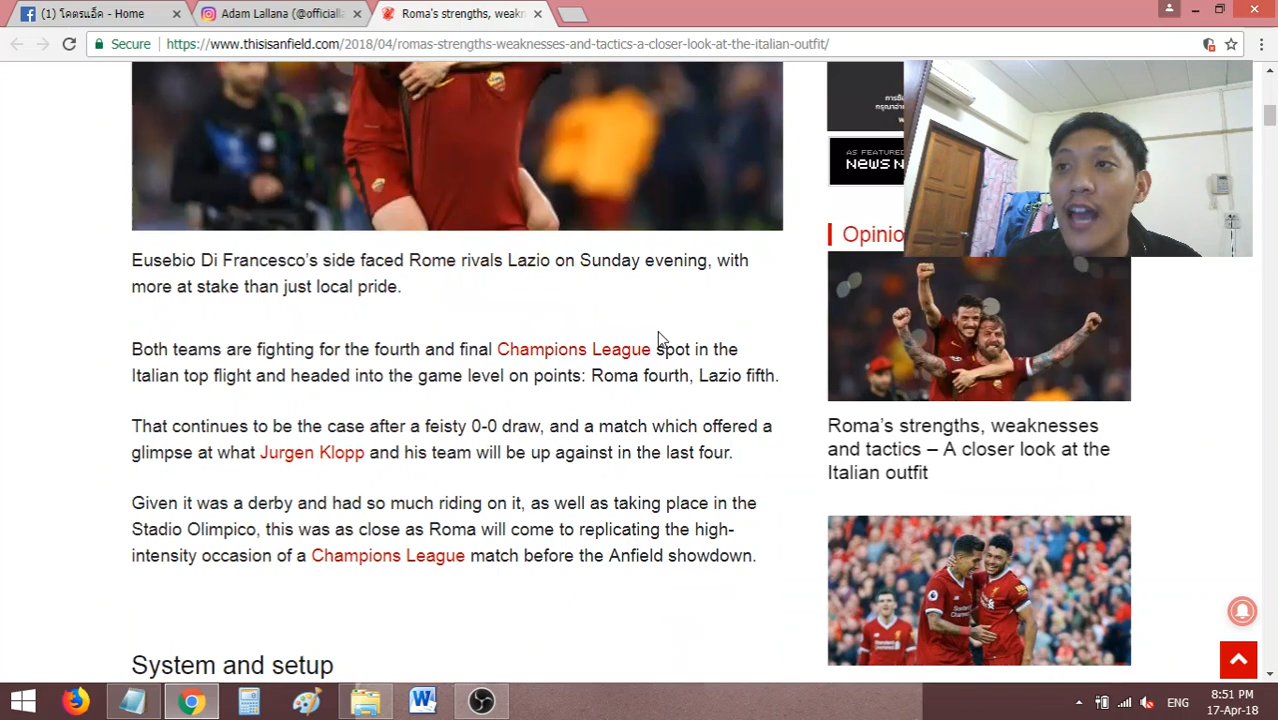 (1) โคตรแอ็ค - Home
Adam Lallana (@officiall
Roma's strengths, weakn
Secure
https://www.thisisanfield.com/2018/04/romas-strengths-weaknesses-and-tactics-a-closer-look-at-the-italian-outfit/
Eusebio Di Francesco's side faced Rome rivals Lazio on Sunday evening, with
more at stake than just local pride.
Both teams are fighting for the fourth and final Champions League spot in the
Italian top flight and headed into the game level on points: Roma fourth, Lazio fifth.
That continues to be the case after a feisty 0-0 draw, and a match which offered a
glimpse at what Jurgen Klopp and his team will be up against in the last four.
Given it was a derby and had so much riding on it, as well as taking place in the
Stadio Olimpico, this was as close as Roma will come to replicating the high-
intensity occasion of a Champions League match before the Anfield showdown.
System and setup
AS FEATURED
NEWS N
Opinio
Roma's strengths, weaknesses
and tactics – A closer look at the
Italian outfit
ENG
8:51 PM
17-Apr-18